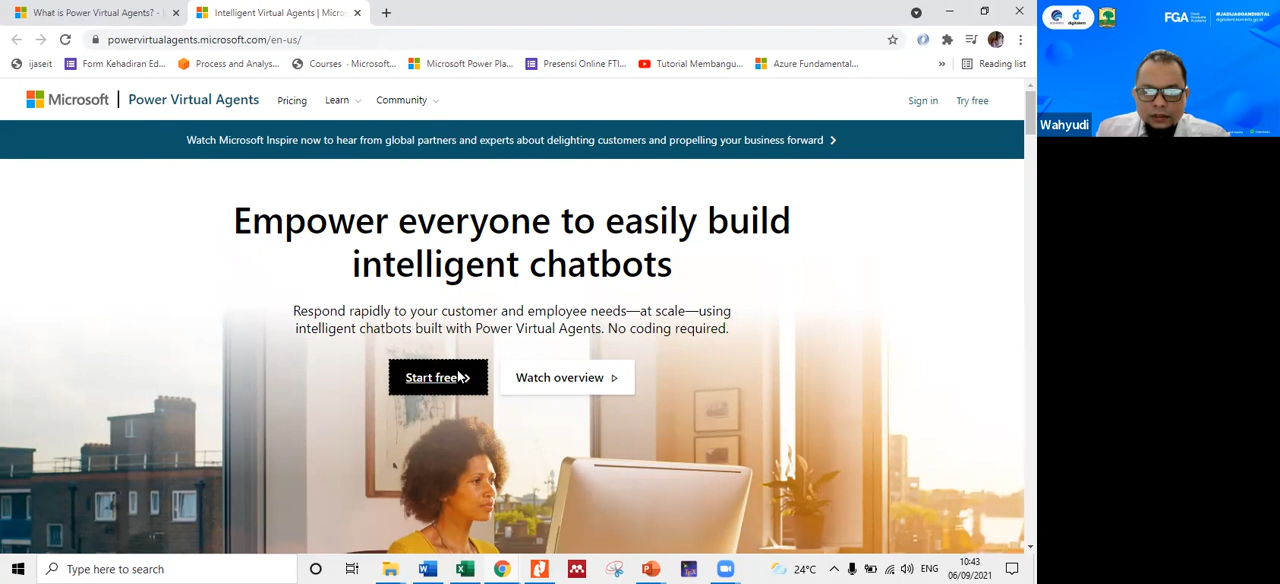 What is Power Virtual Agents? -
Intelligent Virtual Agents | Micros
powervirtualagents.microsoft.com/en-us/
ijaseit
Form Kehadiran Ed...
Process and Analys...
Courses · Microsoft...
Microsoft Power Pla...
Presensi Online FTI...
Tutorial Membangu...
Azure Fundamental...
»
Reading list
Microsoft
Power Virtual Agents
Pricing
Learn
Community
Sign in
Try free
Watch Microsoft Inspire now to hear from global partners and experts about delighting customers and propelling your business forward
Empower everyone to easily build
intelligent chatbots
Respond rapidly to your customer and employee needs—at scale—using
intelligent chatbots built with Power Virtual Agents. No coding required.
Start free
Watch overview
FGA
#JADIJAGOANDIGITAL
Wahyudi
Type here to search
24°C
ENG
10:43
06/09/2021